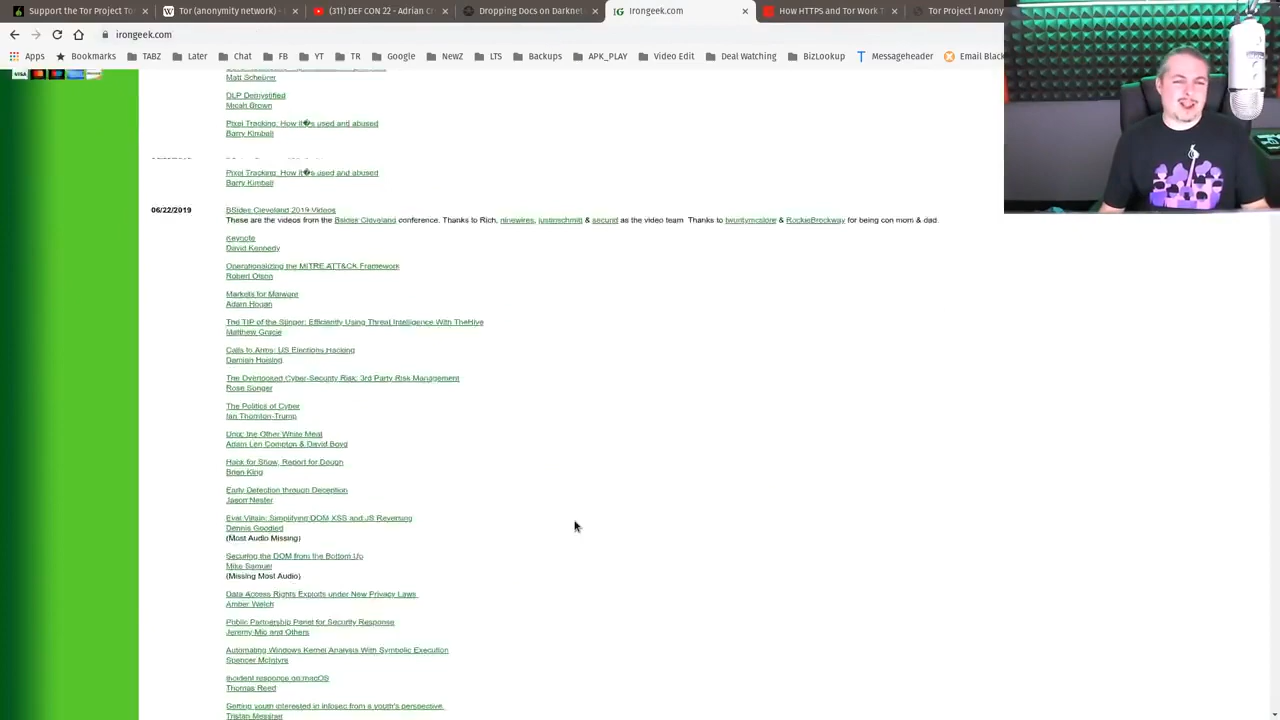 Support the Tor Project To
Tor (anonymity network) -
(311) DEF CON 22 - Adrian C
Dropping Docs on Darknet
irongeek.com
How HTTPS and Tor Work T
Tor Project | Anony
irongeek.com
Apps Bookmarks TABZ Later Chat FB YT TR Google NewZ LTS Backups APK_PLAY Video Edit Deal Watching BizLookup Messageheader Email Blac
VISA
Matt Scheurer
DLP Demystified
Micah Brown
Pixel Tracking: How it�s used and abused
Barry Kimball
Pixel Tracking: How it�s used and abused
Barry Kimball
06/22/2019 BSides Cleveland 2019 Videos
These are the videos from the Bsides Cleveland conference. Thanks to Rich, ninewires, justinschmitt & securid as the video team Thanks to twuntymcslore & RockieBrockway for being con mom & dad.
Keynote
David Kennedy
Operationalizing the MITRE ATT&CK Framework
Robert Olson
Markets for Malware
Adam Hogan
The TIP of the Slinger: Efficiently Using Threat Intelligence With TheHive
Matthew Gracie
Calls to Arms: US Elections Hacking
Damian Hoising
The Overlooked Cyber-Security Risk: 3rd Party Risk Management
Rose Songer
The Politics of Cyber
Ian Thornton-Trump
Dnog: the Other White Meat
Adam Len Compton & David Boyd
Hack for Show, Report for Dough
Brian King
Early Detection through Deception
Jason Nester
Eval Villain: Simplifying DOM XSS and JS Reversing
Dennis Goodlett
(Most Audio Missing)
Securing the DOM from the Bottom Up
Mike Samuel
(Missing Most Audio)
Data Access Rights Exploits under New Privacy Laws
Amber Welch
Public Partnership Panel for Security Response
Jeremy Mio and Others
Automating Windows Kernel Analysis With Symbolic Execution
Spencer McIntyre
Incident response on macOS
Thomas Reed
Getting youth interested in infosec from a youth's perspective.
Tristan Messner